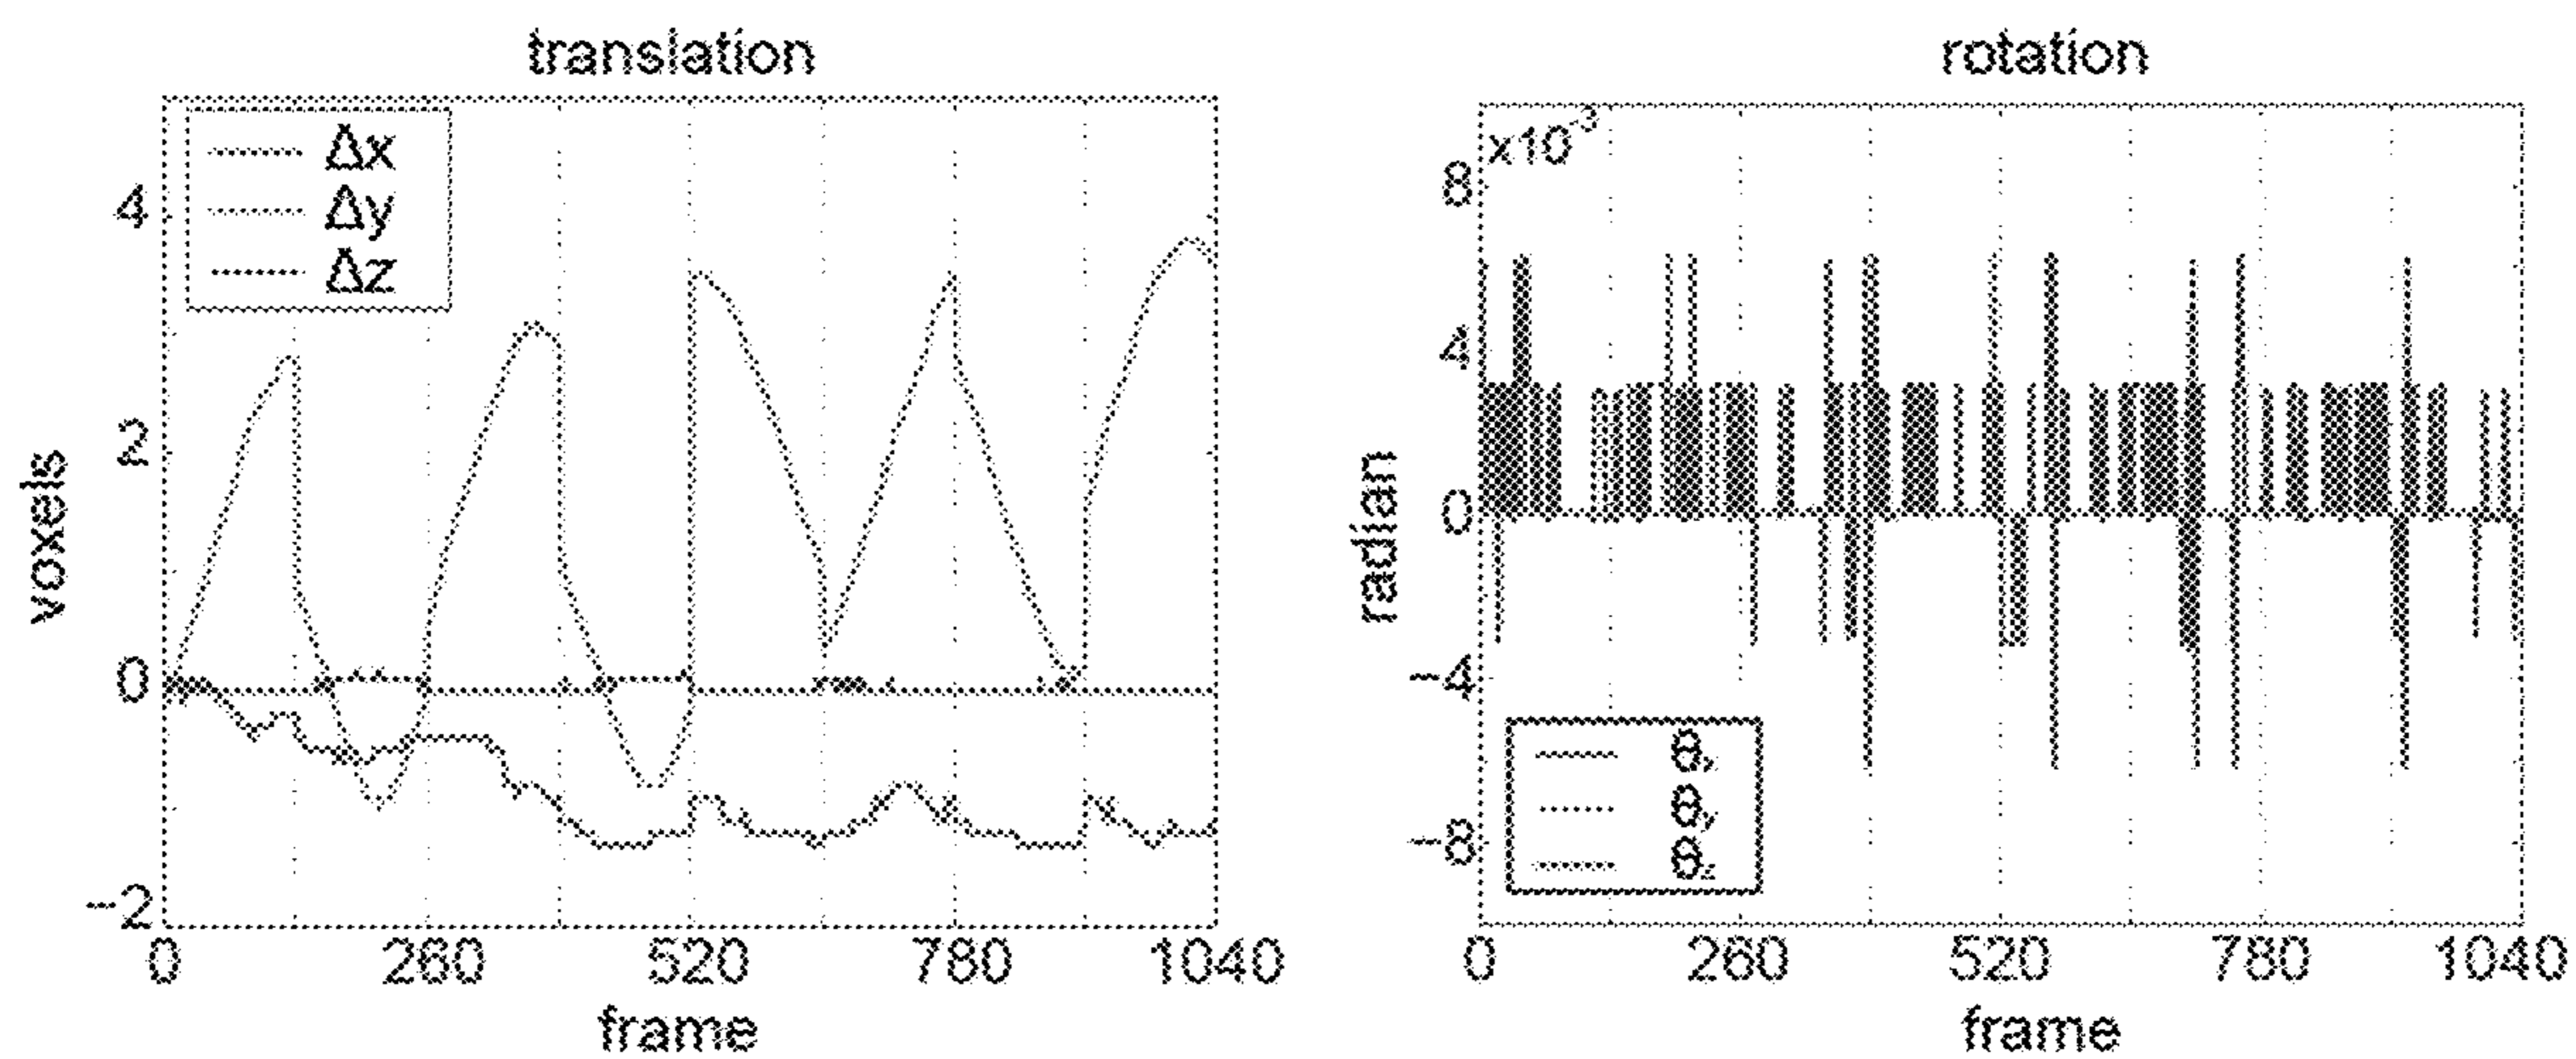 translation
Δx
Δy
Δz
4
2
0
−2
voxels
0 260 520 780 1040
frame
rotation
x10-3
8
4
0
−4
−8
radian
θx
θy
θz
0 260 520 780 1040
frame